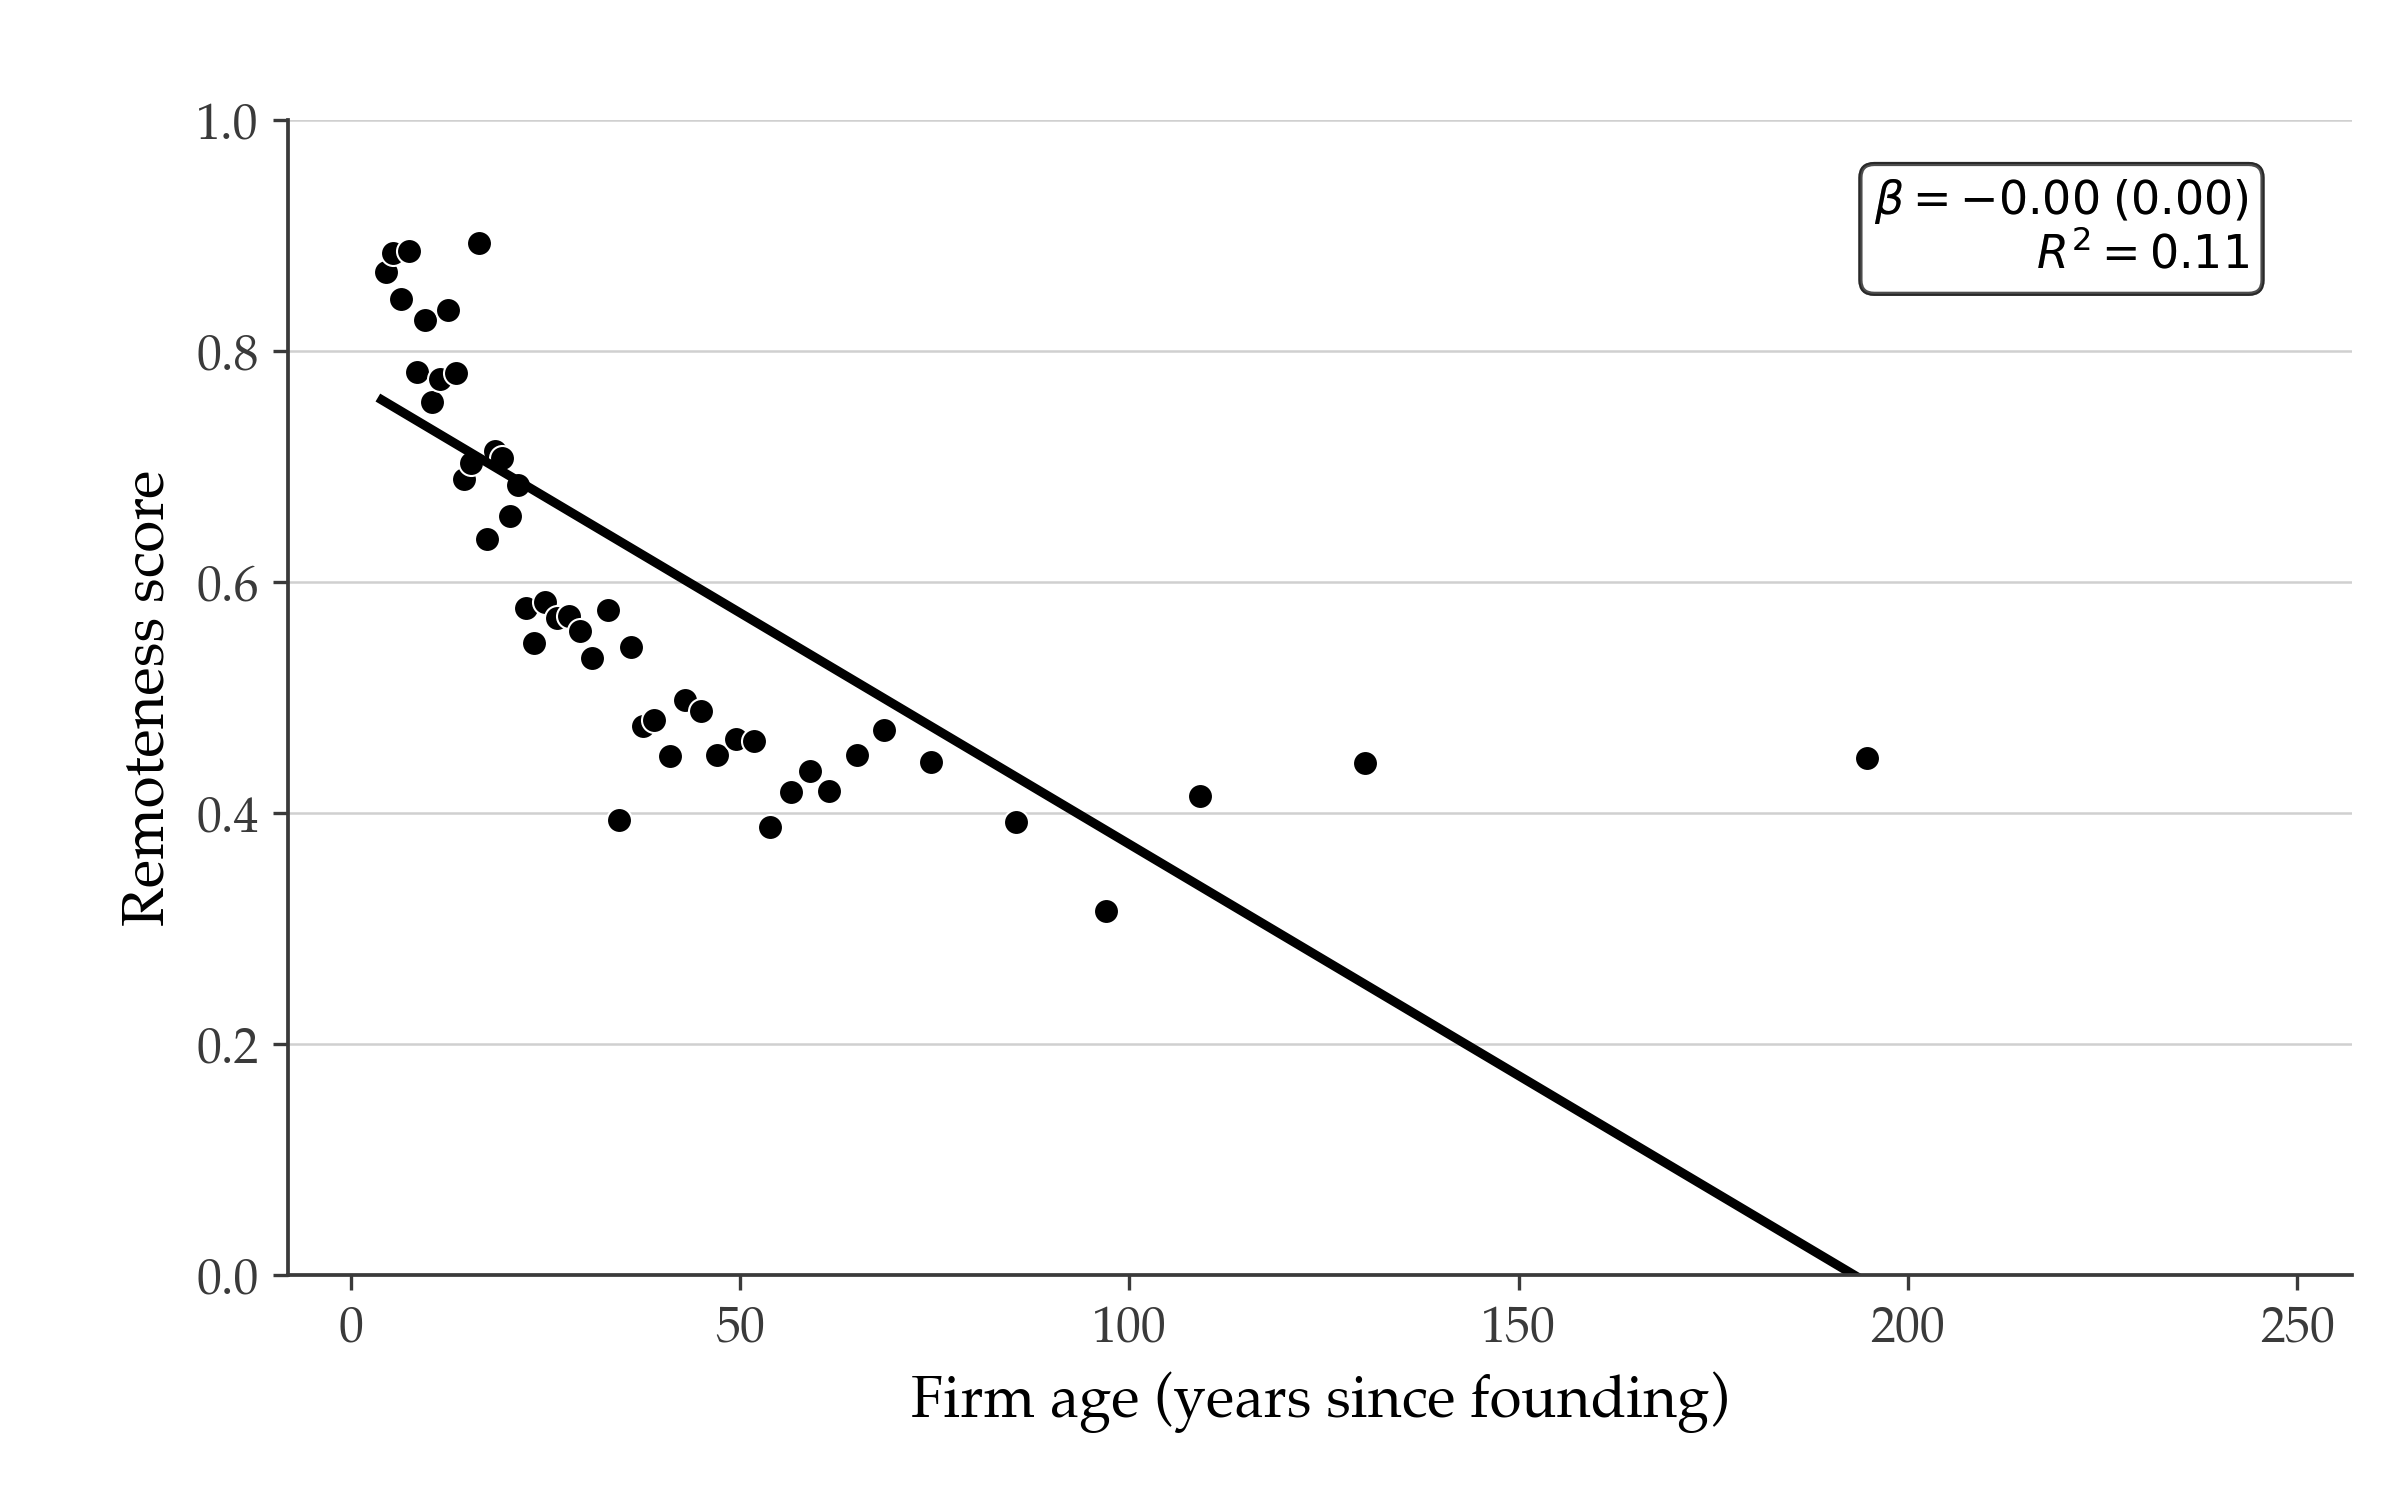 1.0
0.8
0.6
0.4
0.2
0.0
Remoteness score
β = −0.00 (0.00)
R² = 0.11
0 50 100 150 200 250
Firm age (years since founding)